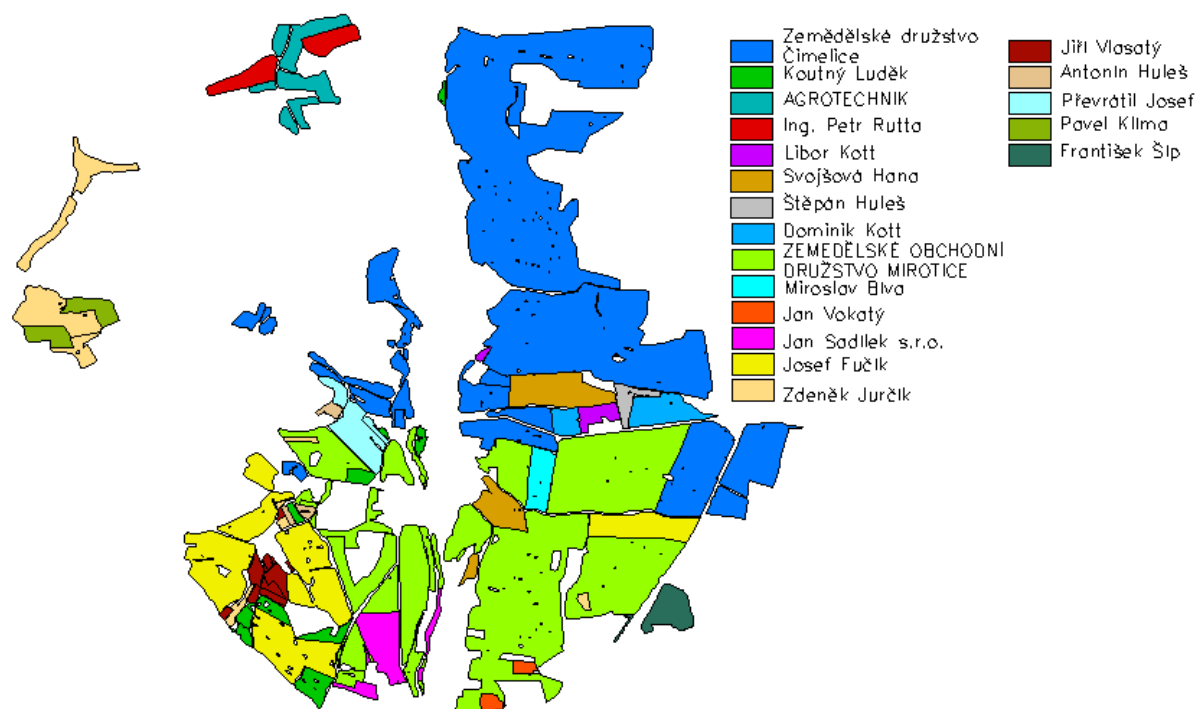 Zemědělské družstvo
Čimelice
Koutný Luděk
AGROTECHNIK
Ing. Petr Rutta
Libor Kott
Svojšová Hana
Štěpán Huleš
Dominik Kott
ZEMEDĚLSKÉ OBCHODNÍ
DRUŽSTVO MIROTICE
Miroslav Bíva
Jan Vokatý
Jan Sadílek s.r.o.
Josef Fučík
Zdeněk Jurčík
Jiří Vlasatý
Antonín Huleš
Převrátil Josef
Pavel Klíma
František Šíp